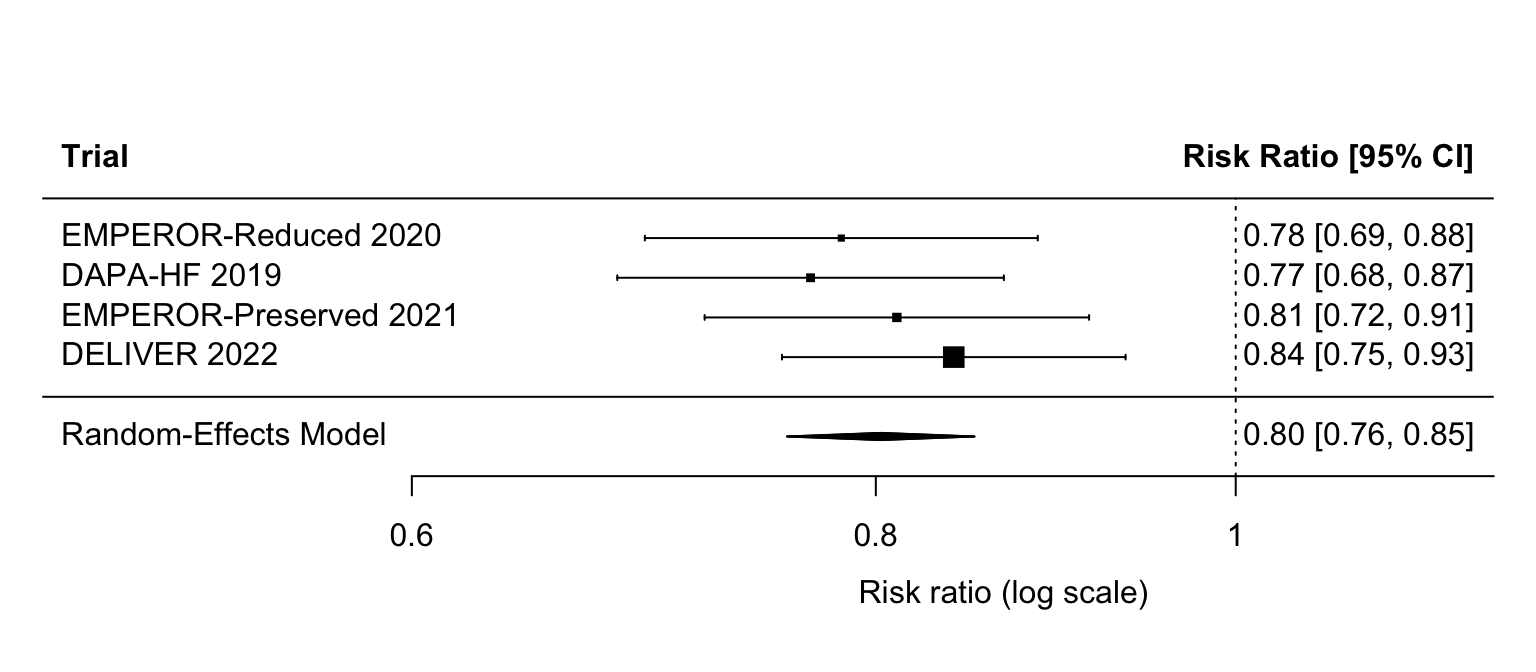 Trial Risk Ratio [95% CI]
EMPEROR-Reduced 2020 0.78 [0.69, 0.88]
DAPA-HF 2019 0.77 [0.68, 0.87]
EMPEROR-Preserved 2021 0.81 [0.72, 0.91]
DELIVER 2022 0.84 [0.75, 0.93]
Random-Effects Model 0.80 [0.76, 0.85]
0.6 0.8 1
Risk ratio (log scale)